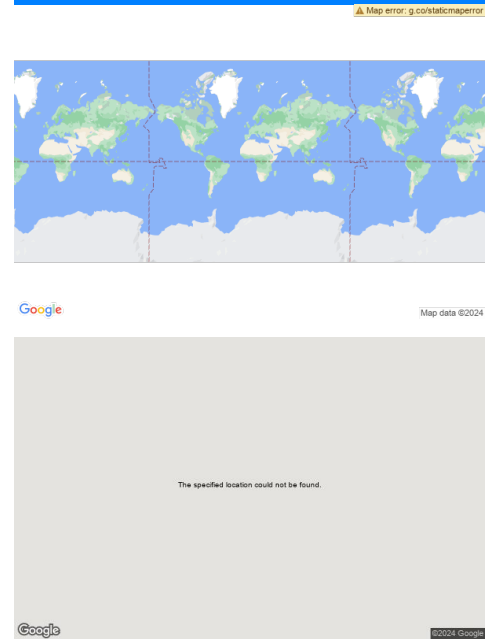 Map error: g.co/staticmaperror
Google
Map data ©2024
The specified location could not be found.
Google
©2024 Google